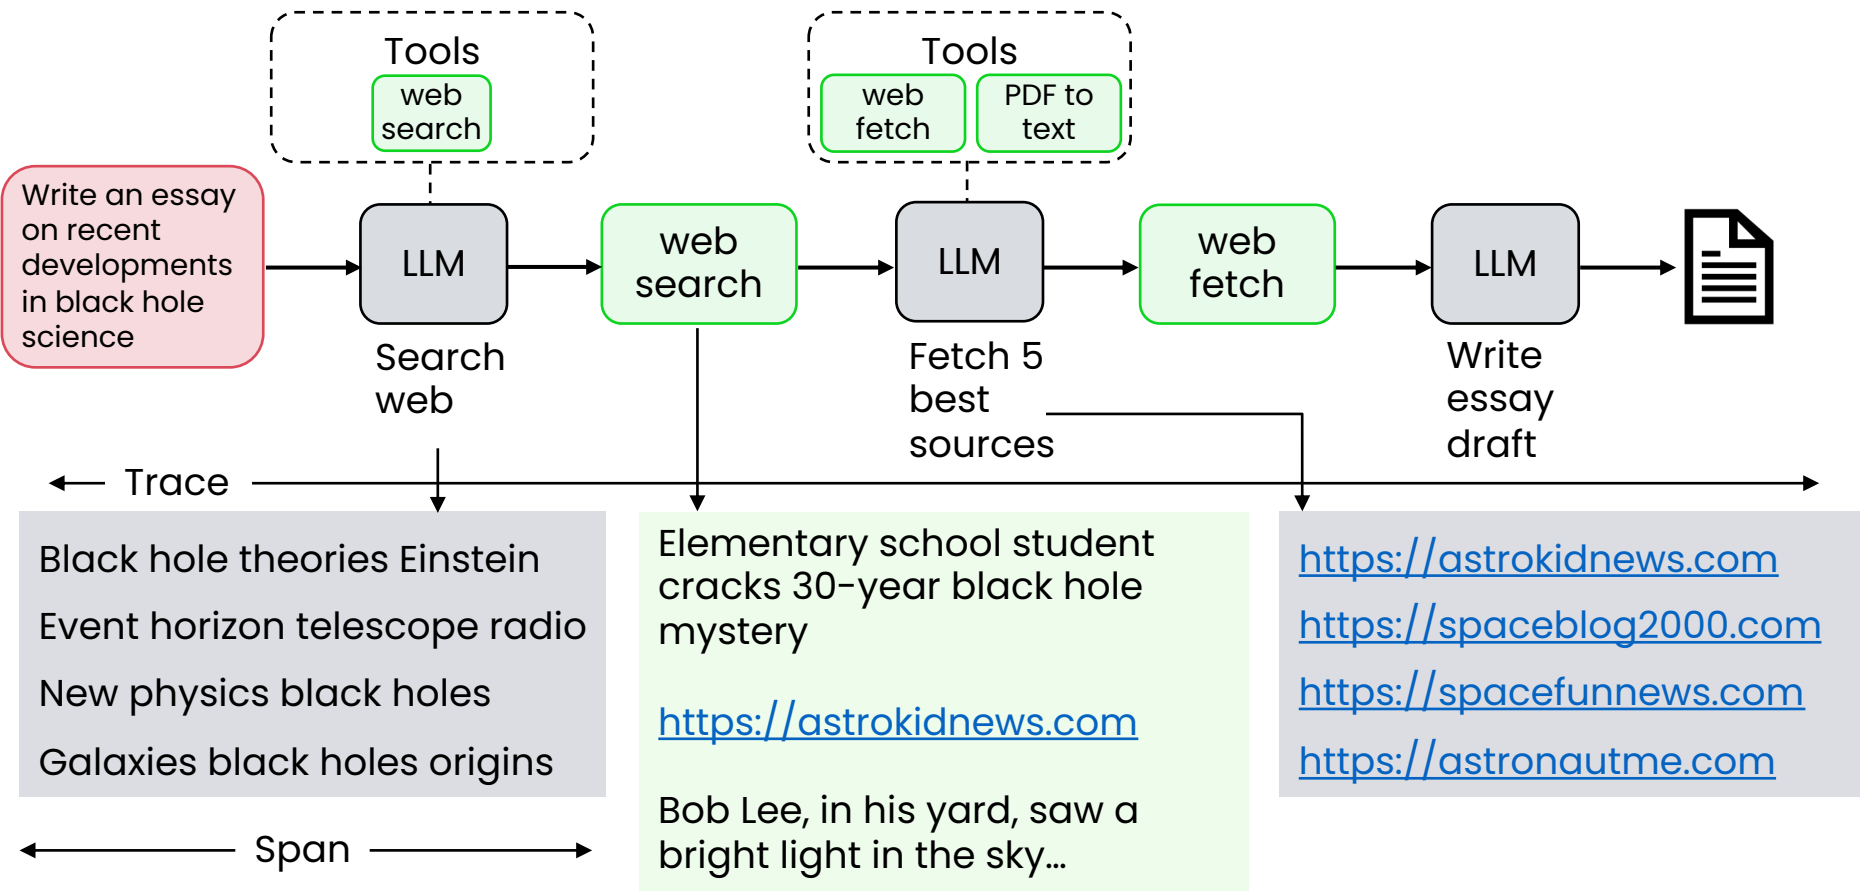 Tools
web
search
Tools
web
fetch
PDF to
text
Write an essay
on recent
developments
in black hole
science
LLM
web
search
LLM
web
fetch
LLM
Search
web
Fetch 5
best
sources
Write
essay
draft
Trace
Black hole theories Einstein
Event horizon telescope radio
New physics black holes
Galaxies black holes origins
Elementary school student
cracks 30-year black hole
mystery
https://astrokidnews.com
Bob Lee, in his yard, saw a
bright light in the sky…
https://astrokidnews.com
https://spaceblog2000.com
https://spacefunnews.com
https://astronautme.com
Span